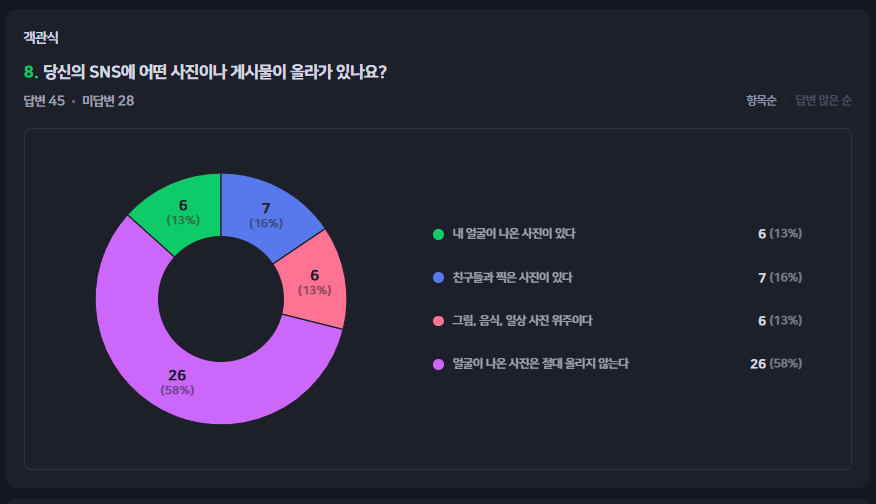 객관식
8. 당신의 SNS에 어떤 사진이나 게시물이 올라가 있나요?
답변 45 · 미답변 28
항목순 | 답변 많은 순
6
(13%)
7
(16%)
6
(13%)
26
(58%)
내 얼굴이 나온 사진이 있다 6 (13%)
친구들과 찍은 사진이 있다 7 (16%)
그림, 음식, 일상 사진 위주이다 6 (13%)
얼굴이 나온 사진은 절대 올리지 않는다 26 (58%)